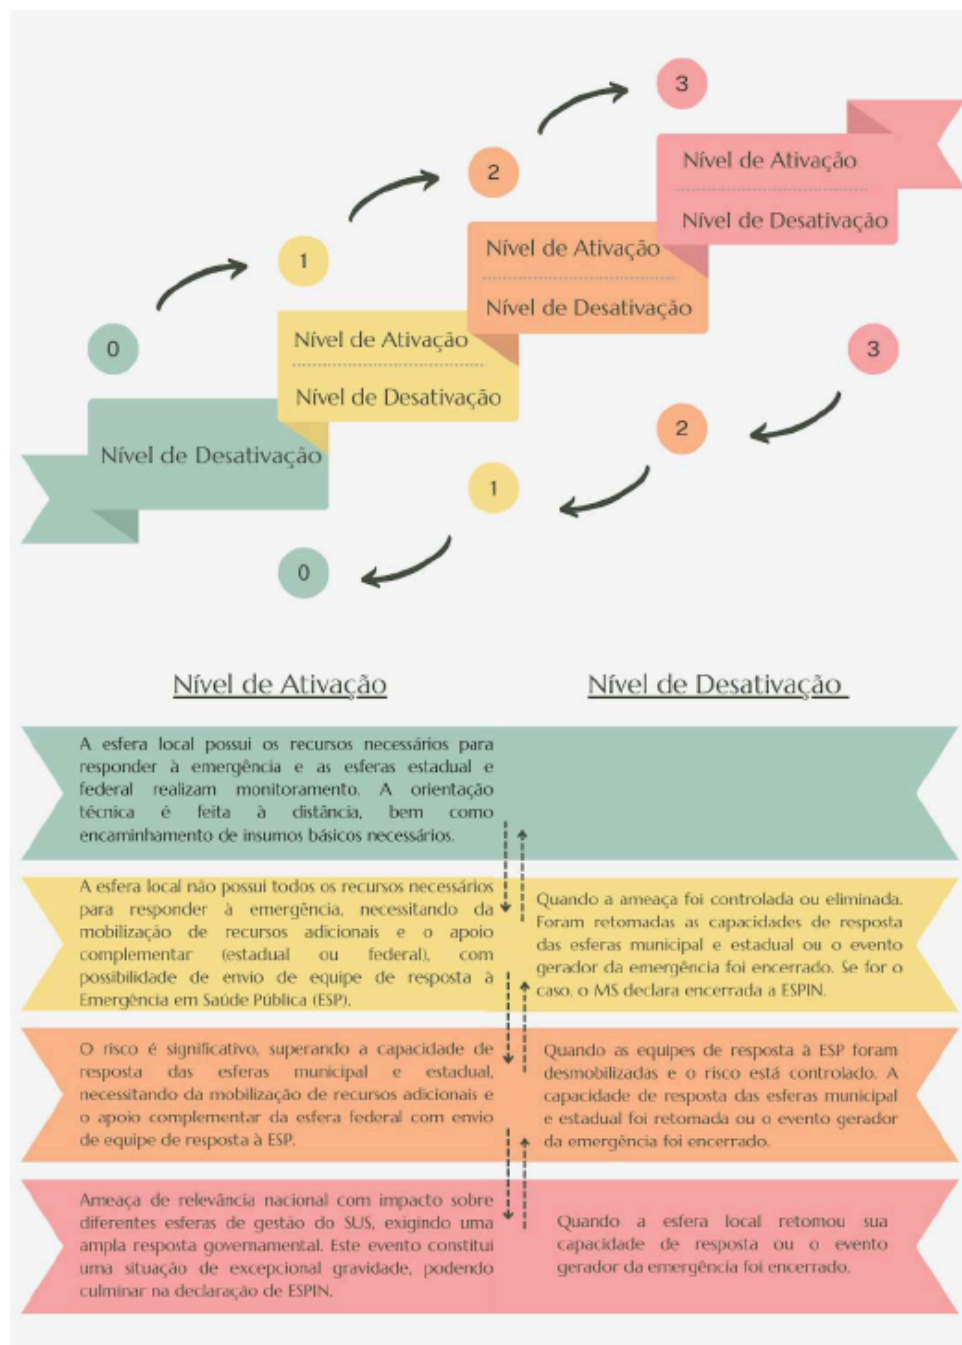 3
Nível de Ativação
Nível de Desativação
2
Nível de Ativação
Nível de Desativação
1
Nível de Ativação
Nível de Desativação
0
Nível de Desativação
3
2
1
0
Nível de Ativação
A esfera local possui os recursos necessários para
responder à emergência e as esferas estadual e
federal realizam monitoramento. A orientação
técnica é feita à distância, bem como
encaminhamento de insumos básicos necessários.
A esfera local não possui todos os recursos necessários
para responder à emergência, necessitando da
mobilização de recursos adicionais e o apoio
complementar (estadual ou federal), com
possibilidade de envio de equipe de resposta à
Emergência em Saúde Pública (ESP).
O risco é significativo, superando a capacidade de
resposta das esferas municipal e estadual,
necessitando da mobilização de recursos adicionais e
o apoio complementar da esfera federal com envio
de equipe de resposta à ESP.
Ameaça de relevância nacional com impacto sobre
diferentes esferas de gestão do SUS, exigindo uma
ampla resposta governamental. Este evento constitui
uma situação de excepcional gravidade, podendo
culminar na declaração de ESPIN.
Nível de Desativação
Quando a ameaça foi controlada ou eliminada.
Foram retomadas as capacidades de resposta
das esferas municipal e estadual ou o evento
gerador da emergência foi encerrado. Se for o
caso, o MS declara encerrada a ESPIN.
Quando as equipes de resposta à ESP foram
desmobilizadas e o risco está controlado. A
capacidade de resposta das esferas municipal
e estadual foi retomada ou o evento gerador
da emergência foi encerrado.
Quando a esfera local retomou sua
capacidade de resposta ou o evento
gerador da emergência foi encerrado.